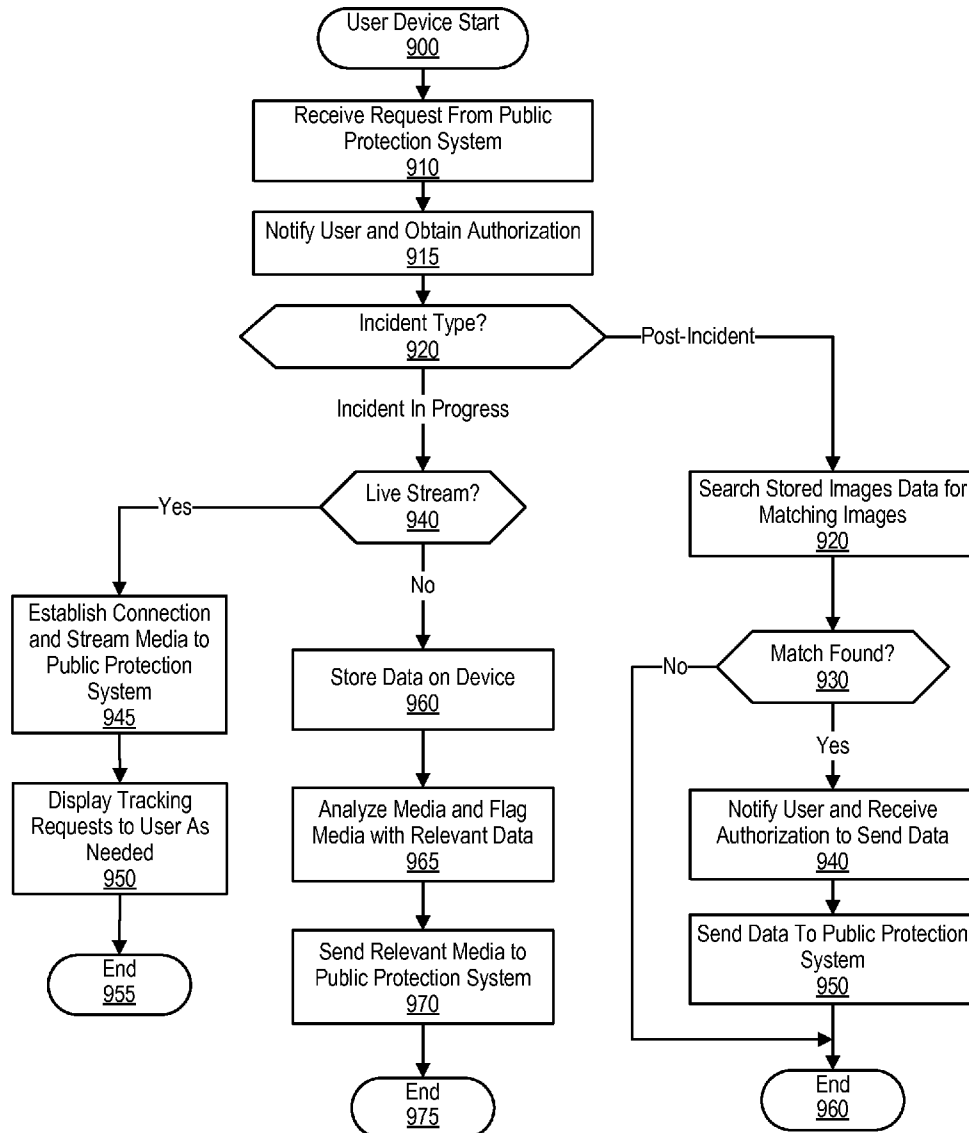 User Device Start
900
Receive Request From Public
Protection System
910
Notify User and Obtain Authorization
915
Incident Type?
920
Post-Incident
Incident In Progress
Live Stream?
940
Yes
No
Establish Connection
and Stream Media to
Public Protection
System
945
Display Tracking
Requests to User As
Needed
950
End
955
Store Data on Device
960
Analyze Media and Flag
Media with Relevant Data
965
Send Relevant Media to
Public Protection System
970
End
975
Search Stored Images Data for
Matching Images
920
Match Found?
930
No
Yes
Notify User and Receive
Authorization to Send Data
940
Send Data To Public Protection
System
950
End
960